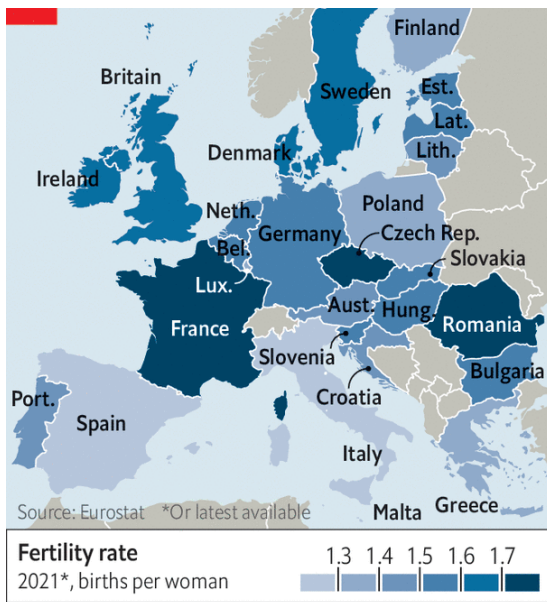 Finland
Britain
Sweden
Est.
Lat.
Denmark
Lith.
Ireland
Neth.
Poland
Bel.
Germany
Czech Rep.
Slovakia
Lux.
Aust.
Hung.
France
Romania
Slovenia
Bulgaria
Port.
Croatia
Spain
Italy
Malta
Greece
Source: Eurostat *Or latest available
Fertility rate
2021*, births per woman
1.3 1.4 1.5 1.6 1.7